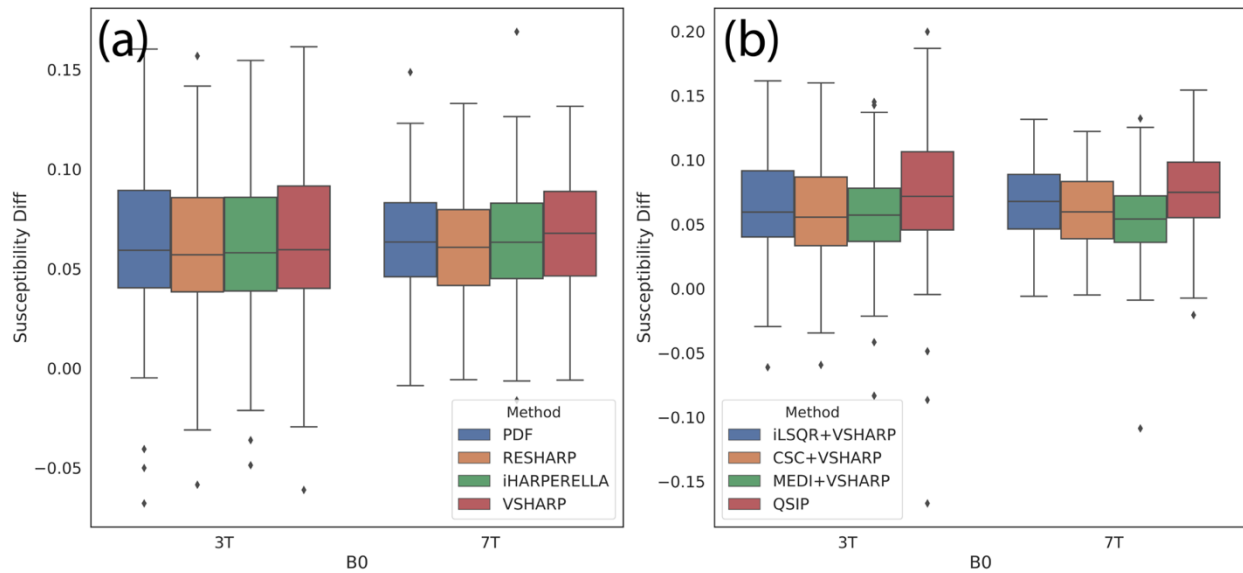 (a)
Susceptibility Diff
0.15
0.10
0.05
0.00
−0.05
3T
7T
B0
Method
PDF
RESHARP
iHARPERELLA
VSHARP
(b)
Susceptibility Diff
0.20
0.15
0.10
0.05
0.00
−0.05
−0.10
−0.15
3T
7T
B0
Method
iLSQR+VSHARP
CSC+VSHARP
MEDI+VSHARP
QSIP